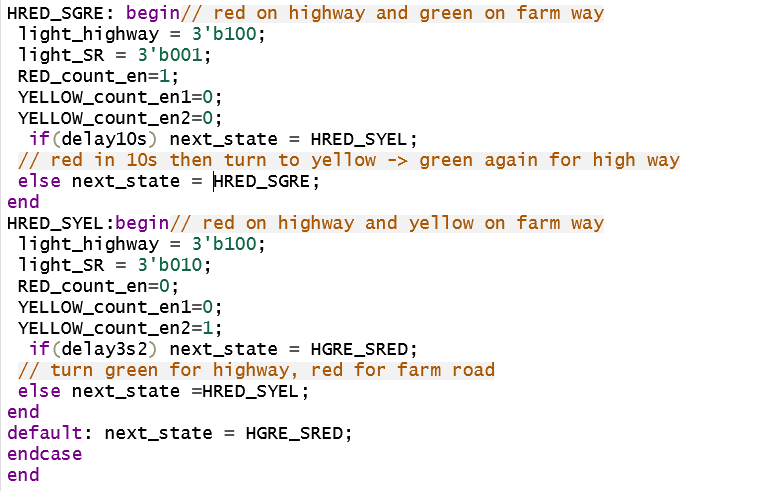 HRED_SGRE: begin// red on highway and green on farm way
light_highway = 3'b100;
light_SR = 3'b001;
RED_count_en=1;
YELLOW_count_en1=0;
YELLOW_count_en2=0;
if(delay10s) next_state = HRED_SYEL;
// red in 10s then turn to yellow -> green again for high way
else next_state = HRED_SGRE;
end
HRED_SYEL:begin// red on highway and yellow on farm way
light_highway = 3'b100;
light_SR = 3'b010;
RED_count_en=0;
YELLOW_count_en1=0;
YELLOW_count_en2=1;
if(delay3s2) next_state = HGRE_SRED;
// turn green for highway, red for farm road
else next_state =HRED_SYEL;
end
default: next_state = HGRE_SRED;
endcase
end